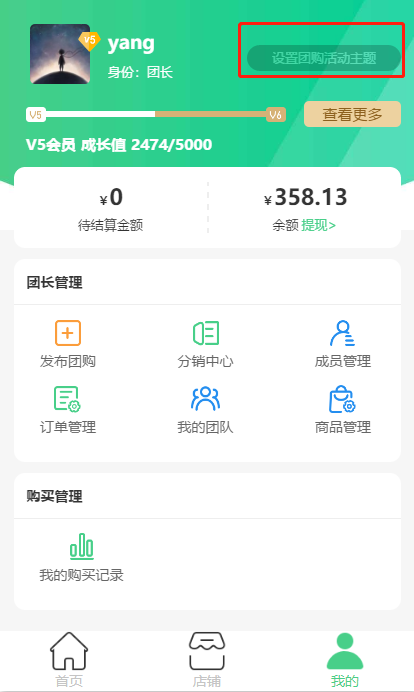 V5
yang
设置团购活动主题
身份：团长
V5
V6
查看更多
V5会员 成长值 2474/5000
¥0
¥358.13
待结算金额
余额 提现>
团长管理
发布团购
分销中心
成员管理
订单管理
我的团队
商品管理
购买管理
我的购买记录
首页
店铺
我的